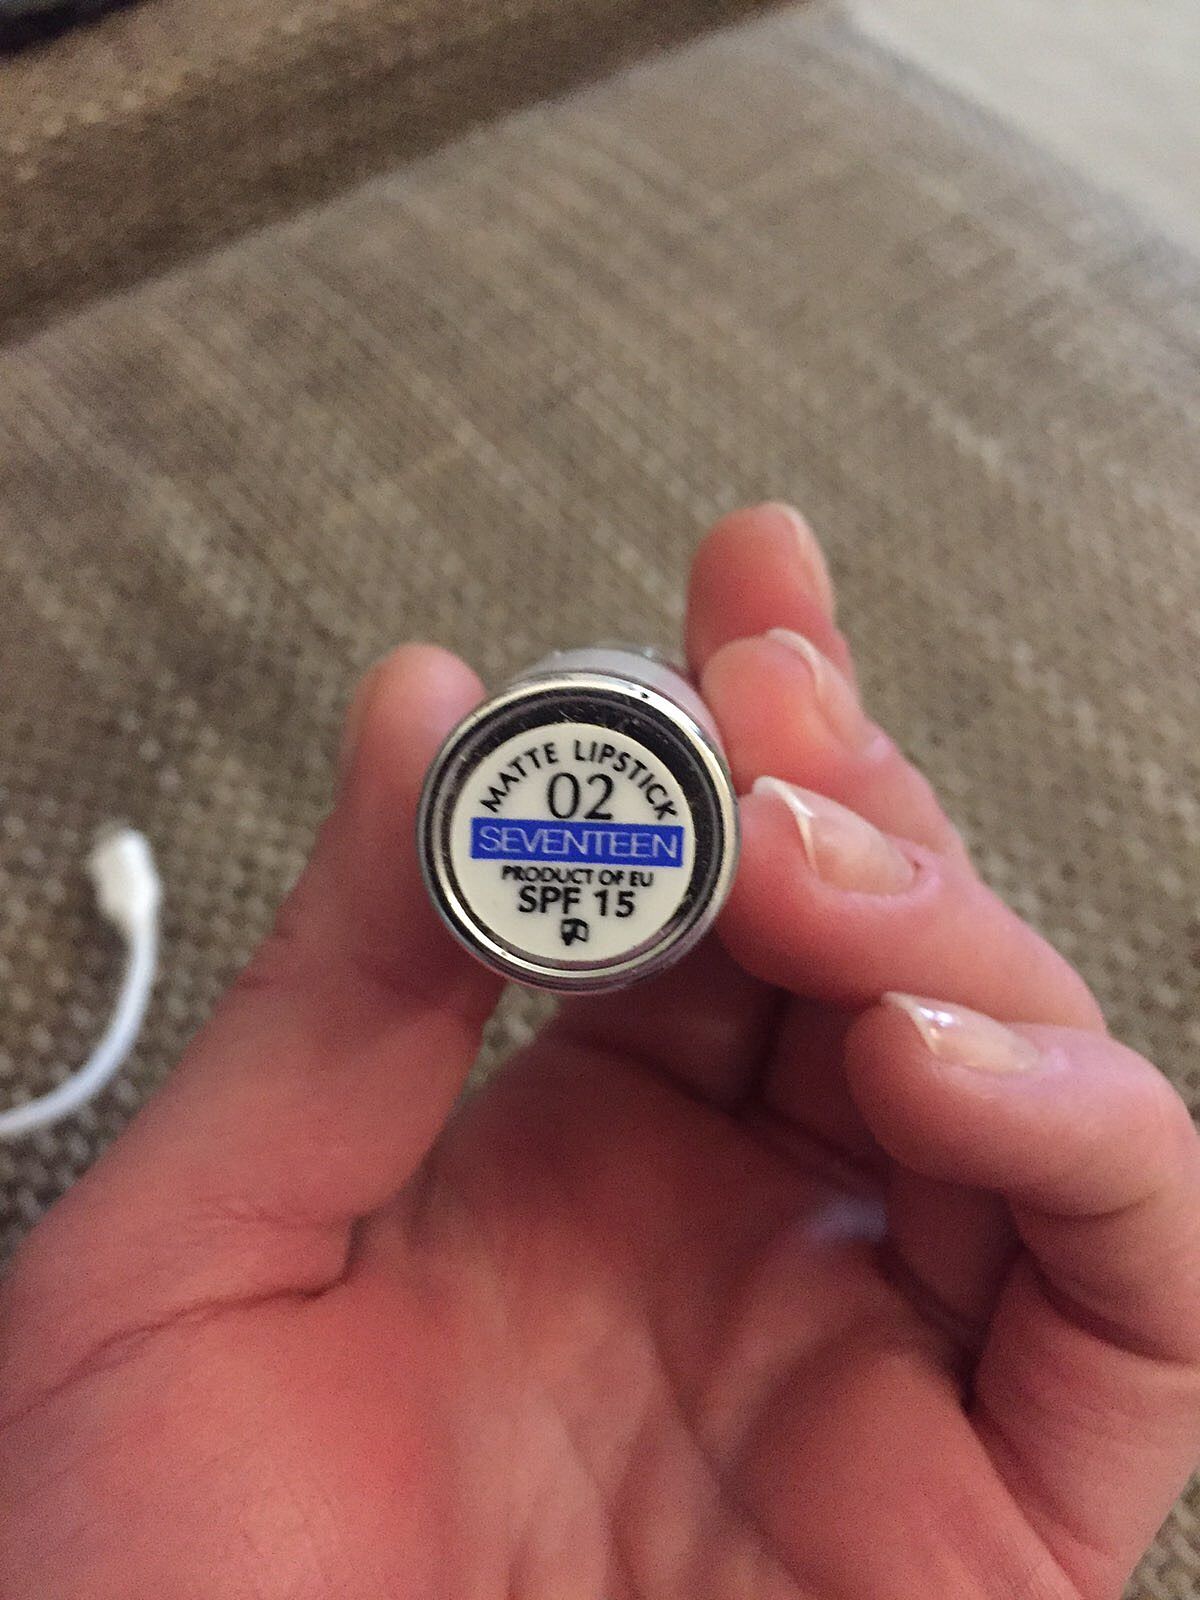 MATTE LIPSTICK
02
SEVENTEEN
PRODUCT OF EU
SPF 15